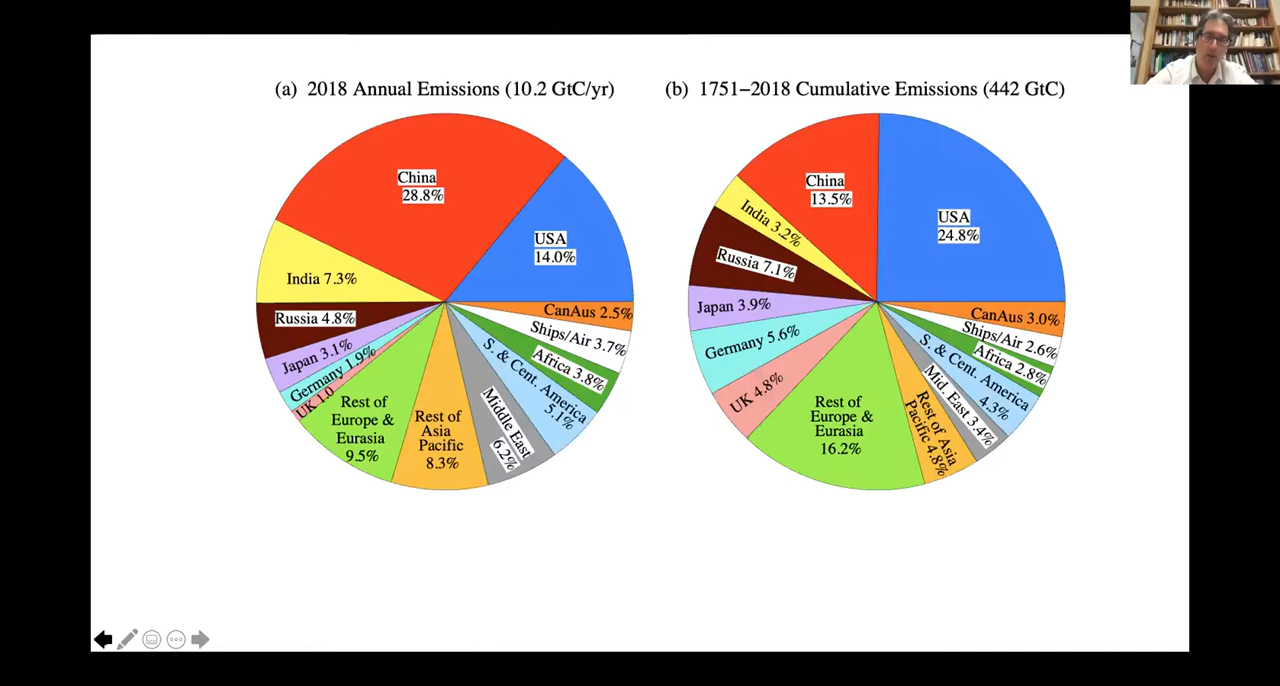 (a) 2018 Annual Emissions (10.2 GtC/yr)
China
28.8%
USA
14.0%
India 7.3%
Russia 4.8%
Japan 3.1%
Germany 1.9%
UK 1.0
Rest of
Europe &
Eurasia
9.5%
Rest of
Asia
Pacific
8.3%
Middle East
6.2%
S. & Cent. America
5.1%
Africa 3.8%
Ships/Air 3.7%
CanAus 2.5%
(b) 1751–2018 Cumulative Emissions (442 GtC)
China
13.5%
USA
24.8%
India 3.2%
Russia 7.1%
Japan 3.9%
Germany 5.6%
UK 4.8%
Rest of
Europe &
Eurasia
16.2%
Rest of Asia
Pacific 4.8%
Mid. East 3.4%
S. & Cent. America
4.3%
Africa 2.8%
Ships/Air 2.6%
CanAus 3.0%